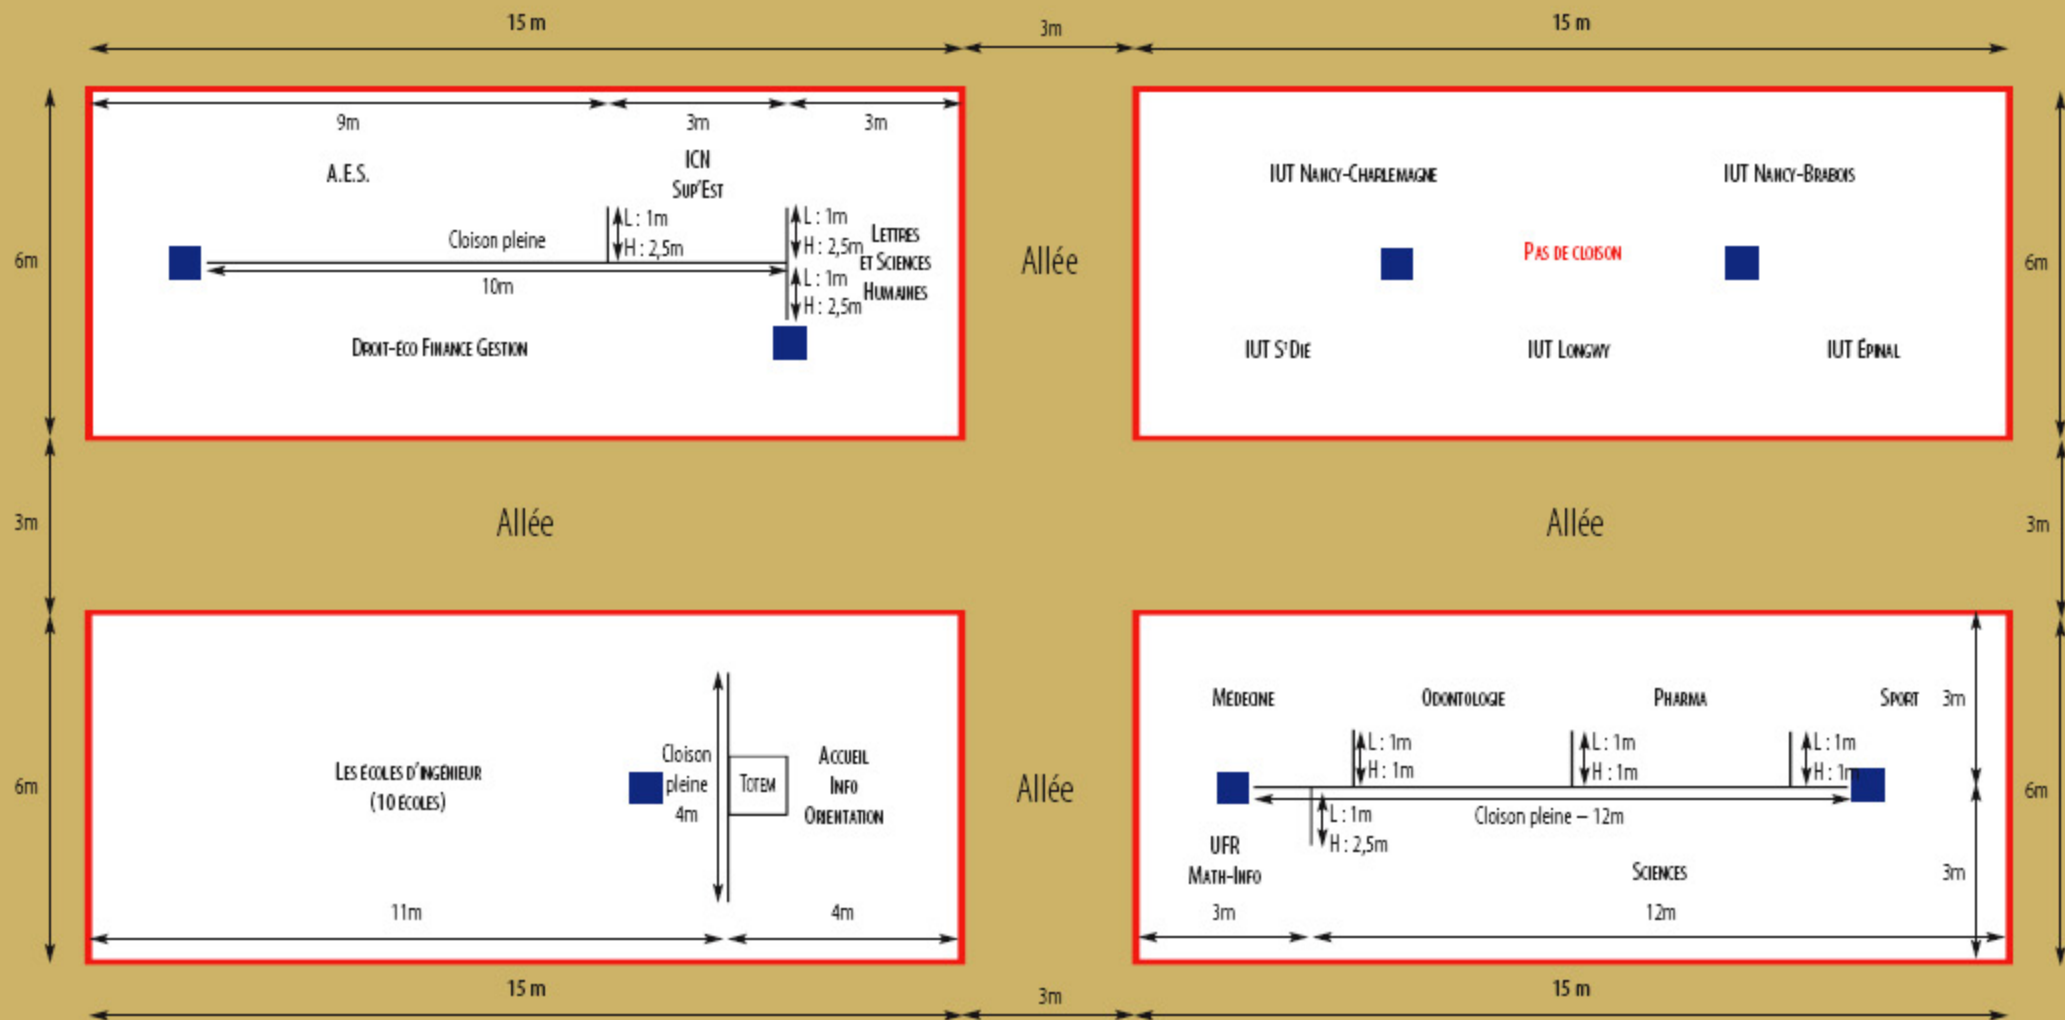 15 m
3m
15 m
9m
3m
3m
A.E.S.
ICN
Sup'Est
L : 1m
H : 2,5m
L : 1m
H : 2,5m
Cloison pleine
10m
L : 1m
H : 2,5m
Lettres
et Sciences
Humaines
Droit-éco Finance Gestion
6m
Allée
IUT Nancy-Charlemagne
IUT Nancy-Brabois
Pas de cloison
IUT St Dié
IUT Longwy
IUT Épinal
6m
3m
Allée
Allée
3m
6m
Les écoles d'ingénieur
(10 écoles)
Cloison
pleine
4m
Totem
Accueil
Info
Orientation
11m
4m
Allée
Médecine
Odontologie
Pharma
Sport
3m
L : 1m
H : 1m
L : 1m
H : 1m
L : 1m
H : 1m
Cloison pleine – 12m
L : 1m
H : 2,5m
UFR
Math-Info
Sciences
3m
3m
12m
6m
15 m
3m
15 m